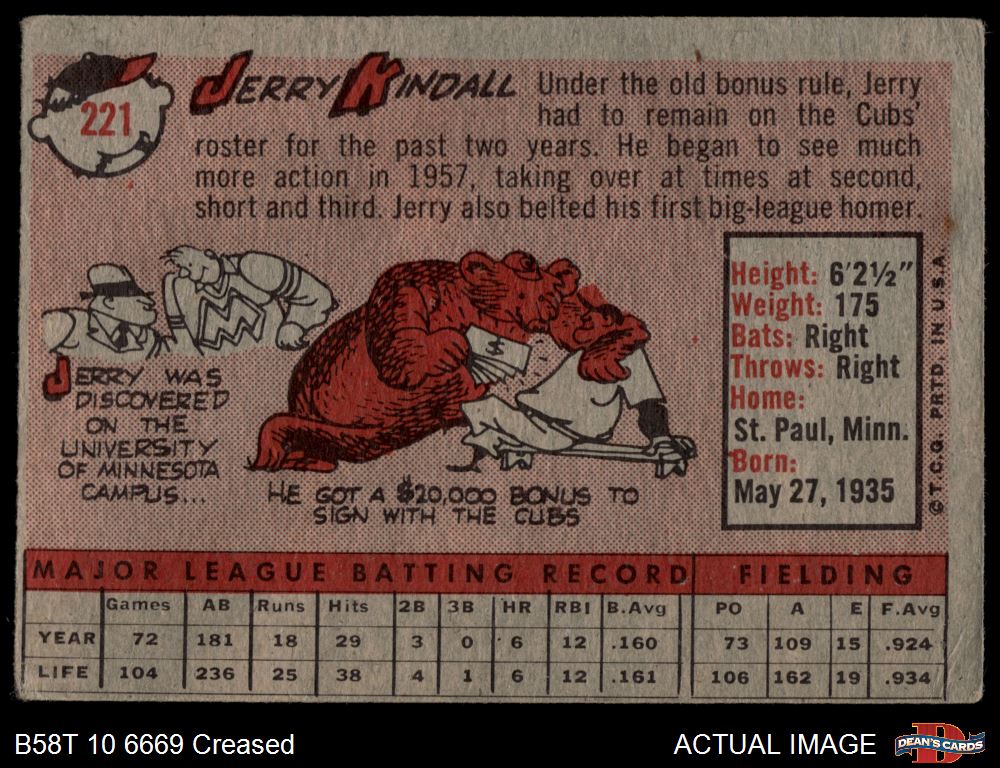 221
JERRY KINDALL
Under the old bonus rule, Jerry
had to remain on the Cubs'
roster for the past two years. He began to see much
more action in 1957, taking over at times at second,
short and third. Jerry also belted his first big-league homer.
JERRY WAS
DISCOVERED
ON THE
UNIVERSITY
OF MINNESOTA
CAMPUS...
M
$
HE GOT A $20,000 BONUS TO
SIGN WITH THE CUBS
Height: 6'2½"
Weight: 175
Bats: Right
Throws: Right
Home:
St. Paul, Minn.
Born:
May 27, 1935
© T.C.G. PRTD. IN U.S.A.
MAJOR LEAGUE BATTING RECORD FIELDING
Games AB Runs Hits 2B 3B HR RBI B.Avg PO A E F.Avg
YEAR 72 181 18 29 3 0 6 12 .160 73 109 15 .924
LIFE 104 236 25 38 4 1 6 12 .161 106 162 19 .934
B58T 10 6669 Creased
ACTUAL IMAGE
D
DEAN'S CARDS